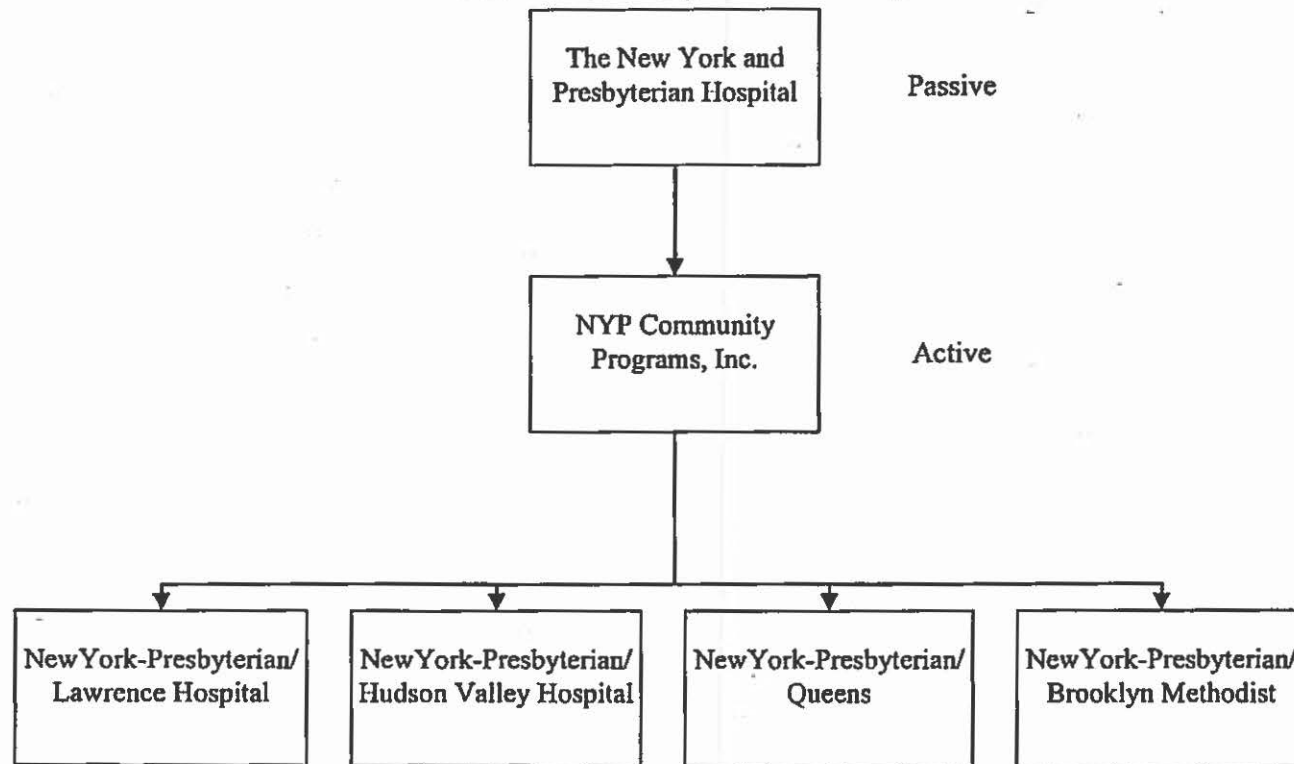 The New York and
Presbyterian Hospital
Passive
NYP Community
Programs, Inc.
Active
NewYork-Presbyterian/
Lawrence Hospital
NewYork-Presbyterian/
Hudson Valley Hospital
NewYork-Presbyterian/
Queens
NewYork-Presbyterian/
Brooklyn Methodist